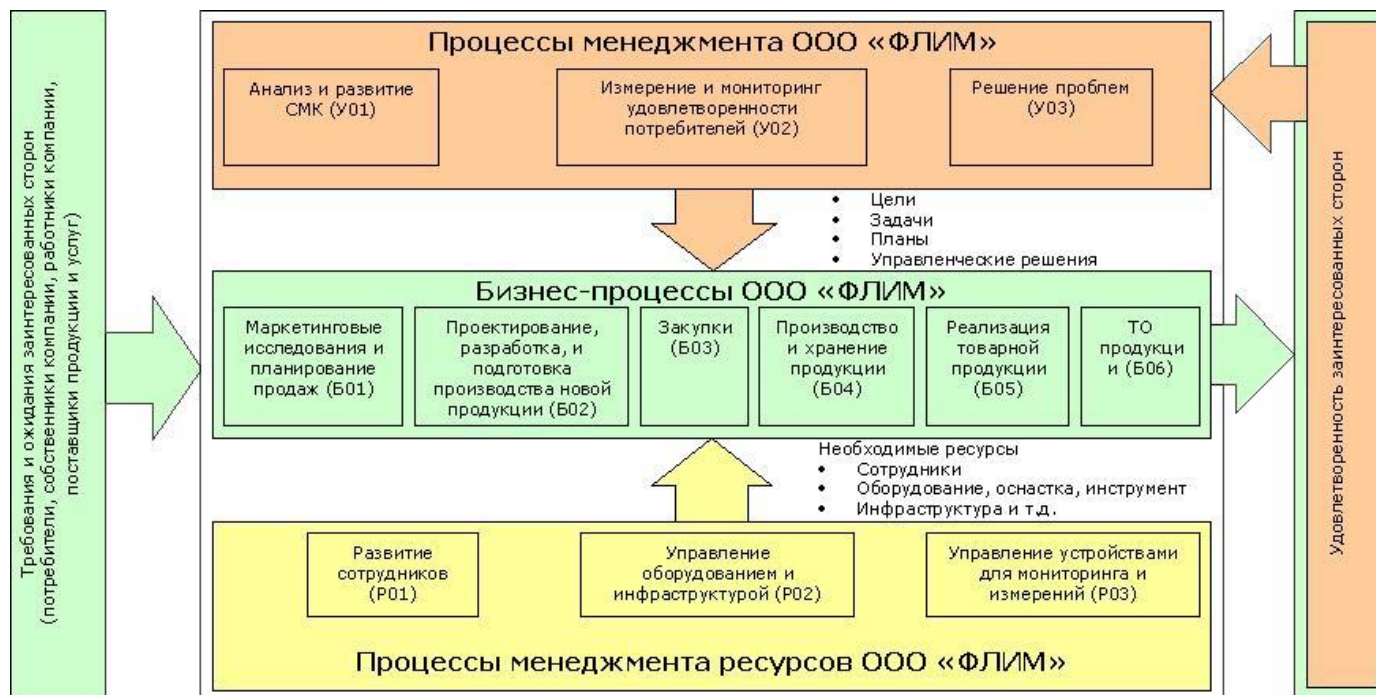 Требования и ожидания заинтересованных сторон
(потребители, собственники компании, работники компании,
поставщики продукции и услуг)
Процессы менеджмента ООО «ФЛИМ»
Анализ и развитие
СМК (У01)
Измерение и мониторинг
удовлетворенности
потребителей (У02)
Решение проблем
(У03)
• Цели
• Задачи
• Планы
• Управленческие решения
Бизнес-процессы ООО «ФЛИМ»
Маркетинговые
исследования и
планирование
продаж (Б01)
Проектирование,
разработка, и
подготовка
производства новой
продукции (Б02)
Закупки
(Б03)
Производство
и хранение
продукции
(Б04)
Реализация
товарной
продукции
(Б05)
ТО
продукци
и (Б06)
Необходимые ресурсы
• Сотрудники
• Оборудование, оснастка, инструмент
• Инфраструктура и т.д.
Развитие
сотрудников
(Р01)
Управление
оборудованием и
инфраструктурой (Р02)
Управление устройствами
для мониторинга и
измерений (Р03)
Процессы менеджмента ресурсов ООО «ФЛИМ»
Удовлетворенность заинтересованных сторон